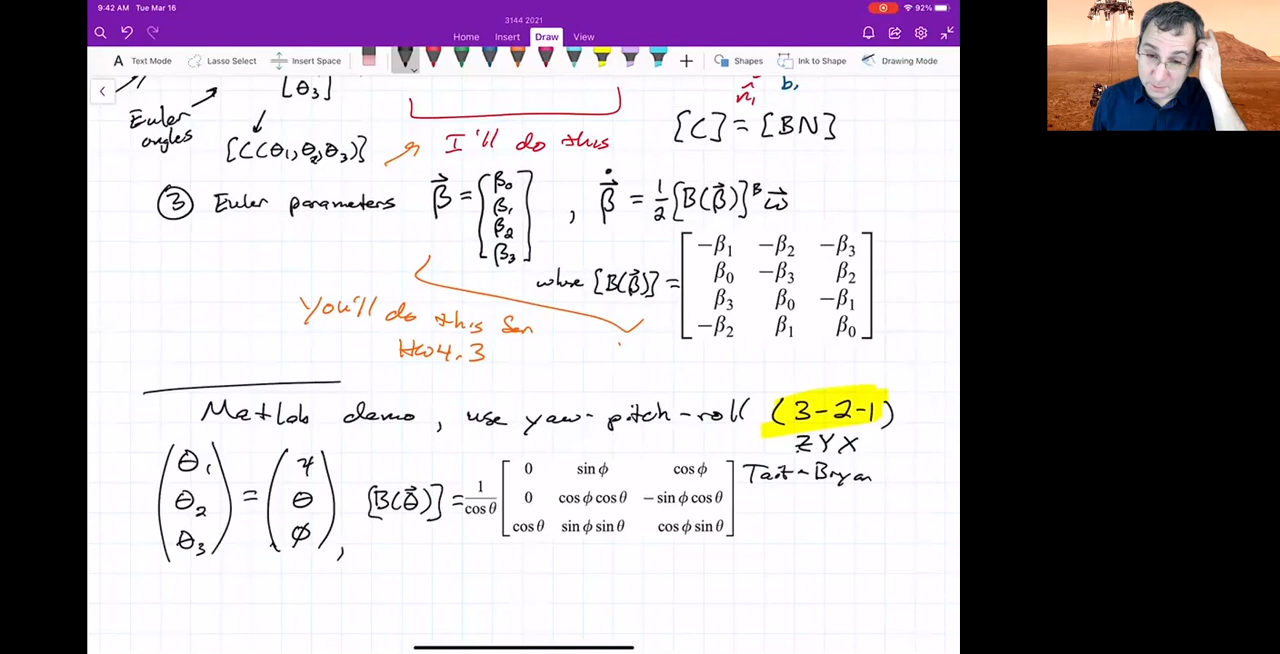 9:42 AM Tue Mar 16
92%
3144 2021
Home Insert Draw View
Text Mode Lasso Select Insert Space Shapes Ink to Shape Drawing Mode
Euler angles
[θ₃]
n̂₁ b̂₁
[C(θ₁,θ₂,θ₃)]
I'll do this
[C] = [BN]
③ Euler parameters β⃗ = [β₀ β₁ β₂ β₃] , β⃗̇ = 1/2 [B(β⃗)] ᴮω⃗
where [B(β⃗)] =
−β₁ −β₂ −β₃
β₀ −β₃ β₂
β₃ β₀ −β₁
−β₂ β₁ β₀
You'll do this for
HW4.3
Matlab demo, use yaw-pitch-roll (3-2-1)
ZYX
Tait-Bryan
(θ₁ θ₂ θ₃) = (ψ θ ϕ) , [B(θ⃗)] = 1/cos θ
0 sin ϕ cos ϕ
0 cos ϕ cos θ − sin ϕ cos θ
cos θ sin ϕ sin θ cos ϕ sin θ